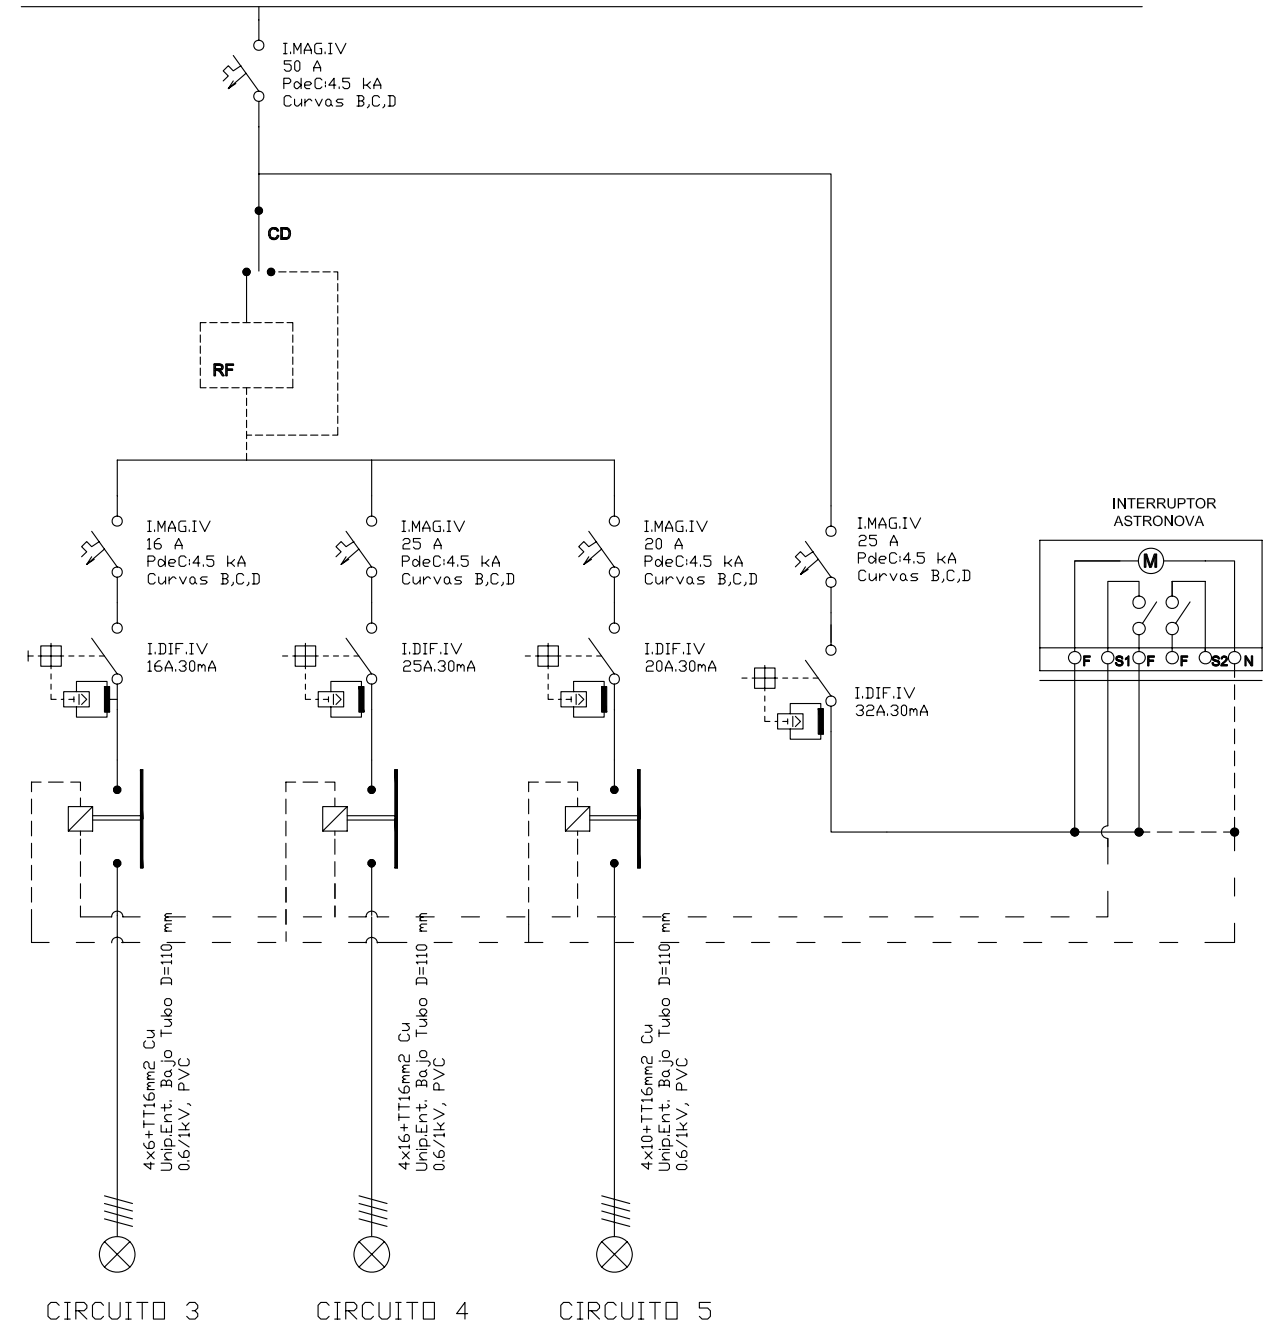 I.MAG.IV
50 A
PdeC:4.5 kA
Curvas B,C,D
CD
RF
I.MAG.IV
16 A
PdeC:4.5 kA
Curvas B,C,D
I.MAG.IV
25 A
PdeC:4.5 kA
Curvas B,C,D
I.MAG.IV
20 A
PdeC:4.5 kA
Curvas B,C,D
I.MAG.IV
25 A
PdeC:4.5 kA
Curvas B,C,D
INTERRUPTOR
ASTRONOVA
M
F S1 F F S2 N
I.DIF.IV
16A.30mA
I.DIF.IV
25A.30mA
I.DIF.IV
20A.30mA
I.DIF.IV
32A.30mA
4x6+TT16mm2 Cu
Unip.Ent. Bajo Tubo D=110 mm
0.6/1kV, PVC
4x16+TT16mm2 Cu
Unip.Ent. Bajo Tubo D=110 mm
0.6/1kV, PVC
4x10+TT16mm2 Cu
Unip.Ent. Bajo Tubo D=110 mm
0.6/1kV, PVC
CIRCUITO 3
CIRCUITO 4
CIRCUITO 5